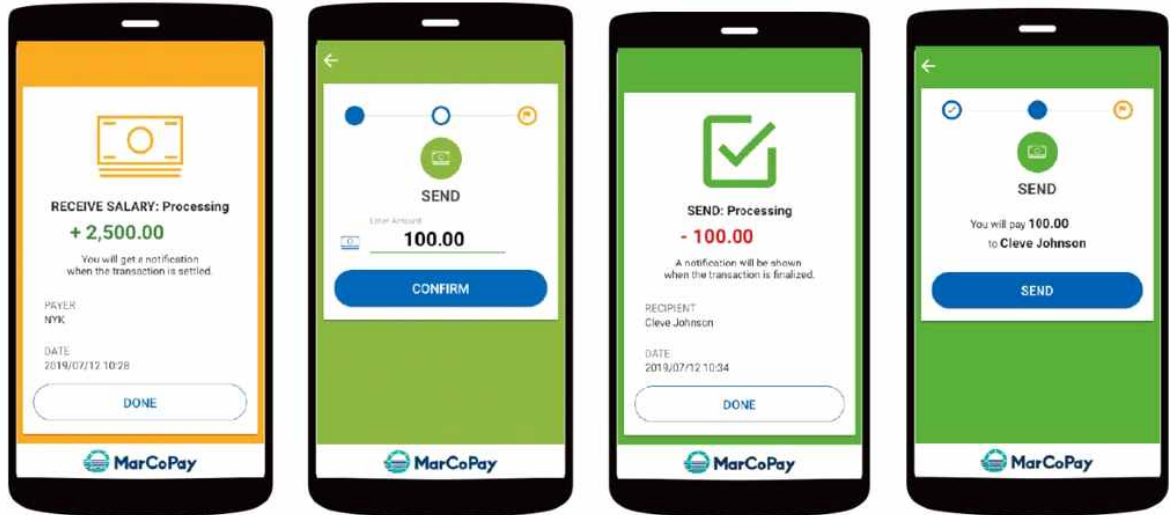 RECEIVE SALARY: Processing
+ 2,500.00
You will get a notification
when the transaction is settled.
PAYER
NYK
DATE
2019/07/12 10:28
DONE
MarCoPay
SEND
Enter Amount
100.00
CONFIRM
MarCoPay
SEND: Processing
- 100.00
A notification will be shown
when the transaction is finalized.
RECIPIENT
Cleve Johnson
DATE
2019/07/12 10:34
DONE
MarCoPay
SEND
You will pay 100.00
to Cleve Johnson
SEND
MarCoPay